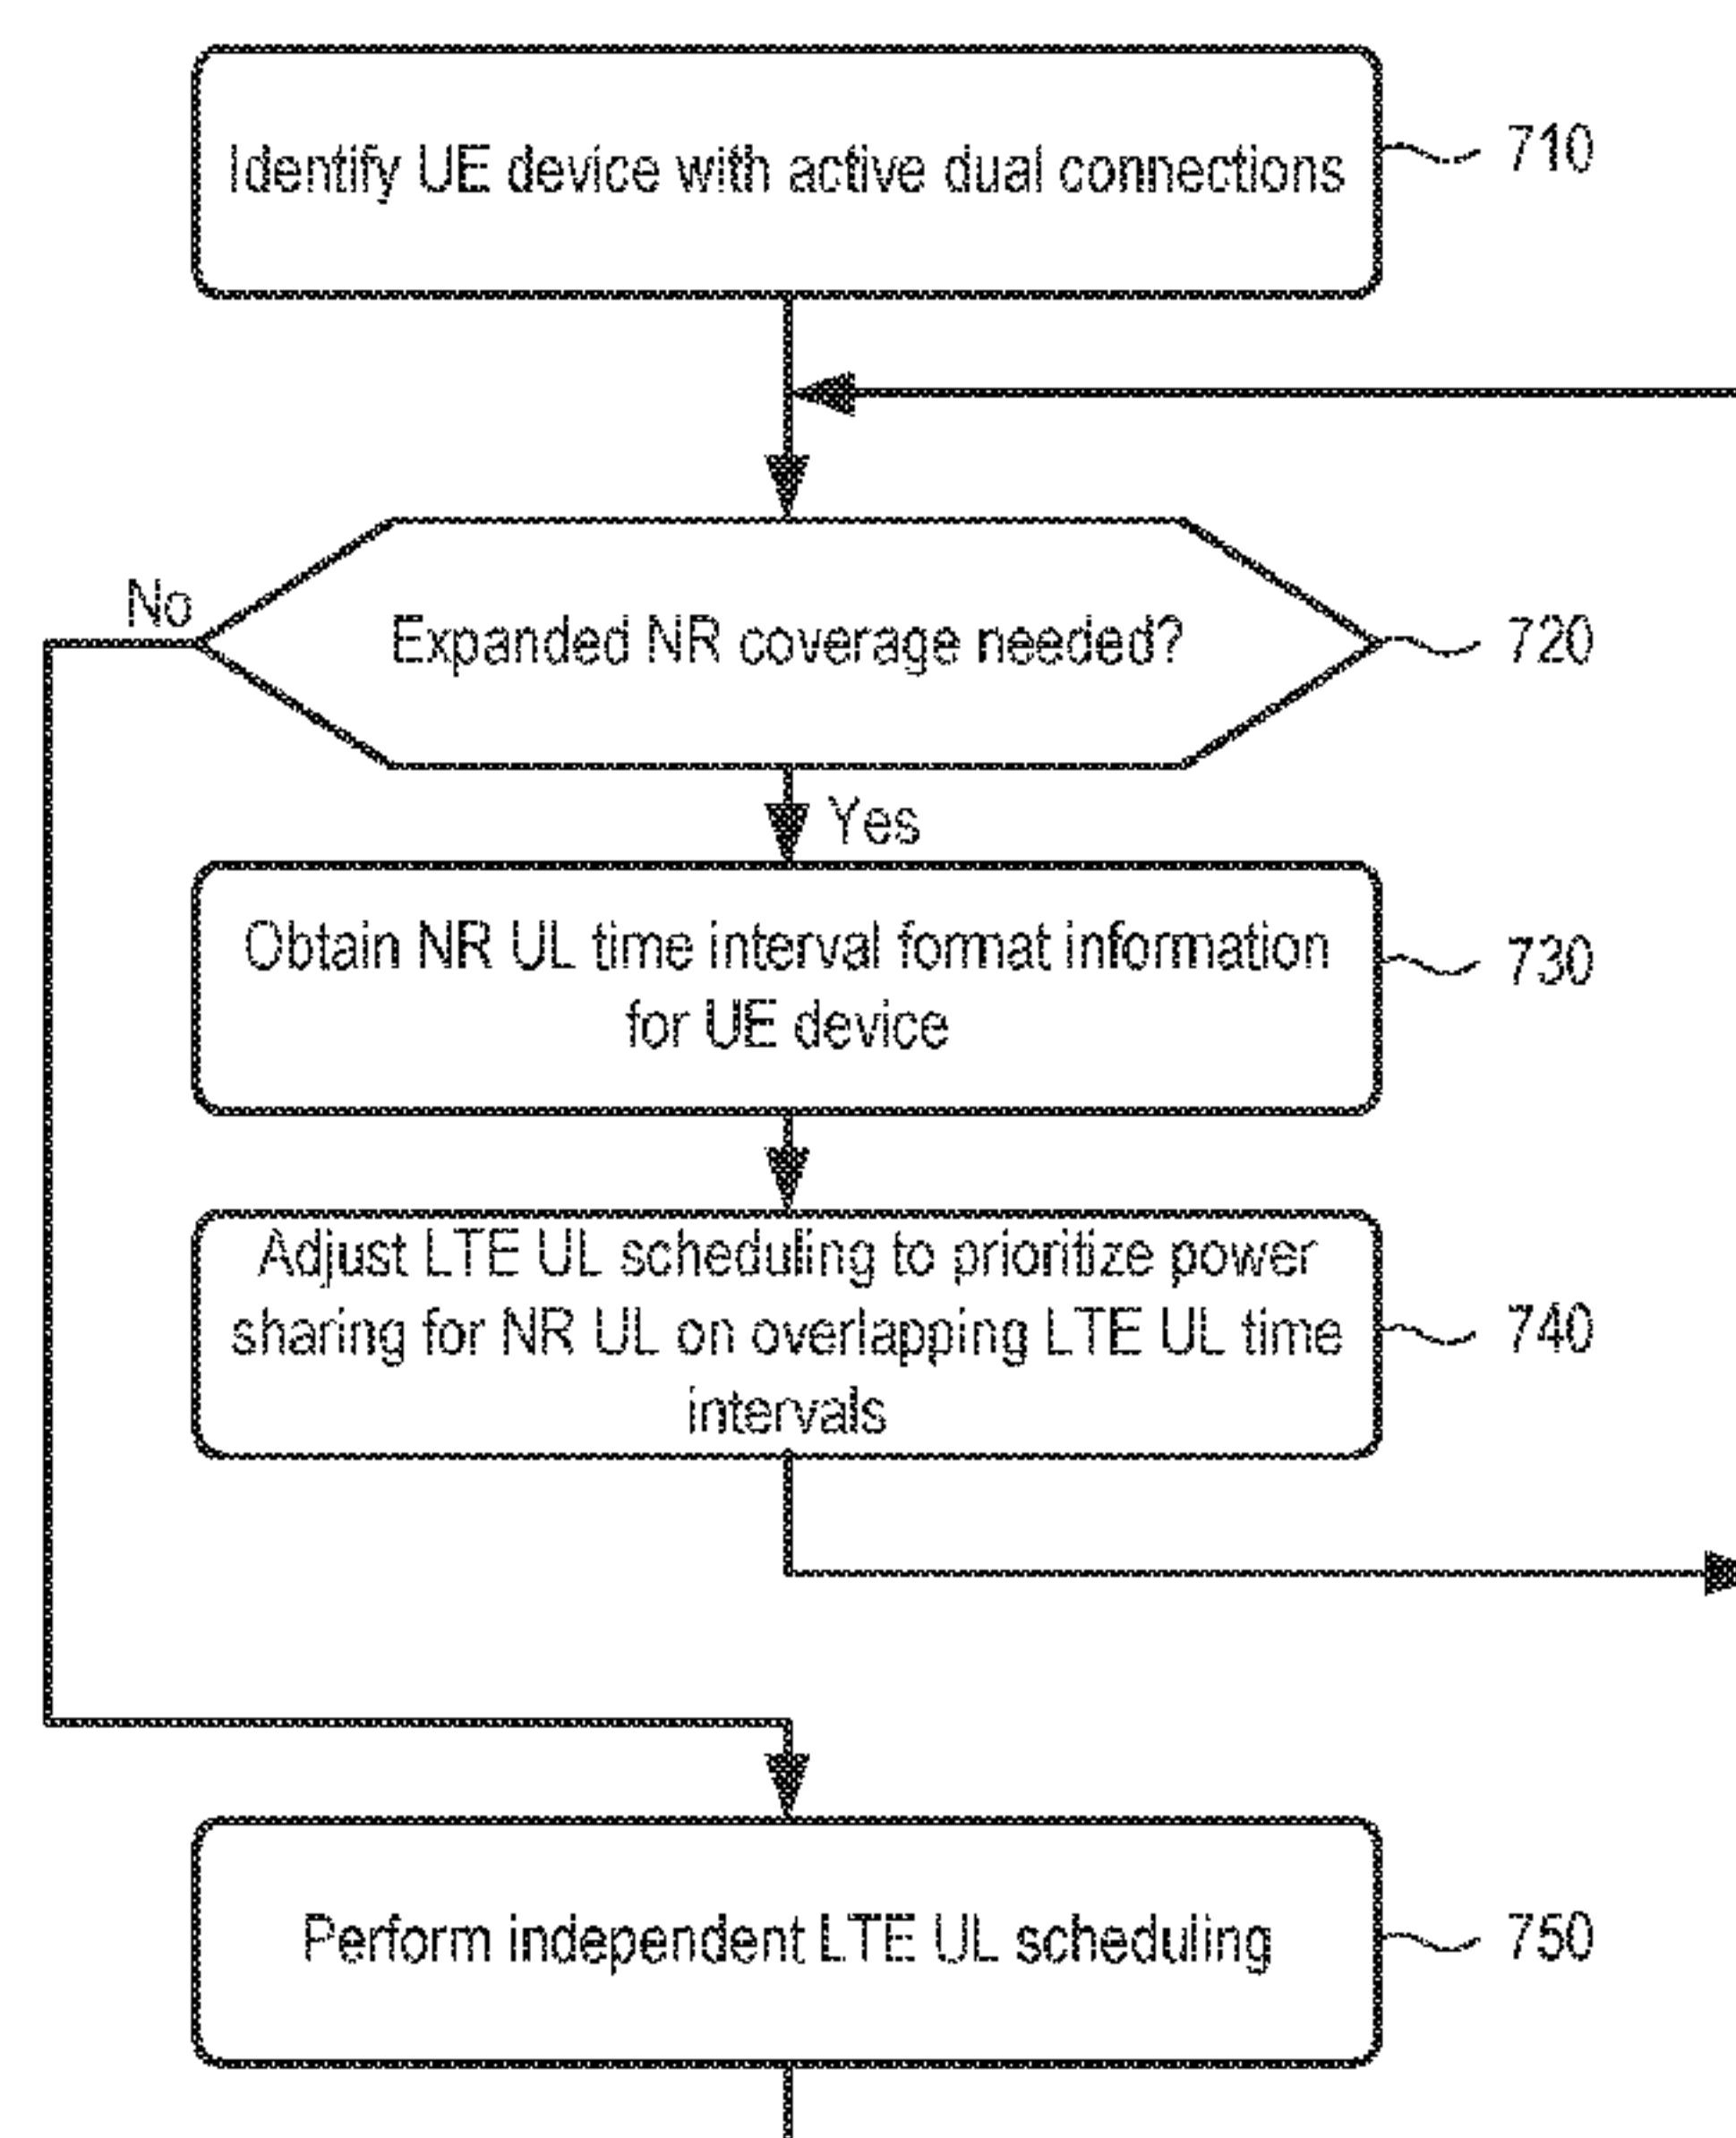 Identify UE device with active dual connections
710
No
Expanded NR coverage needed?
720
Yes
Obtain NR UL time interval format information
for UE device
730
Adjust LTE UL scheduling to prioritize power
sharing for NR UL on overlapping LTE UL time
intervals
740
Perform independent LTE UL scheduling
750